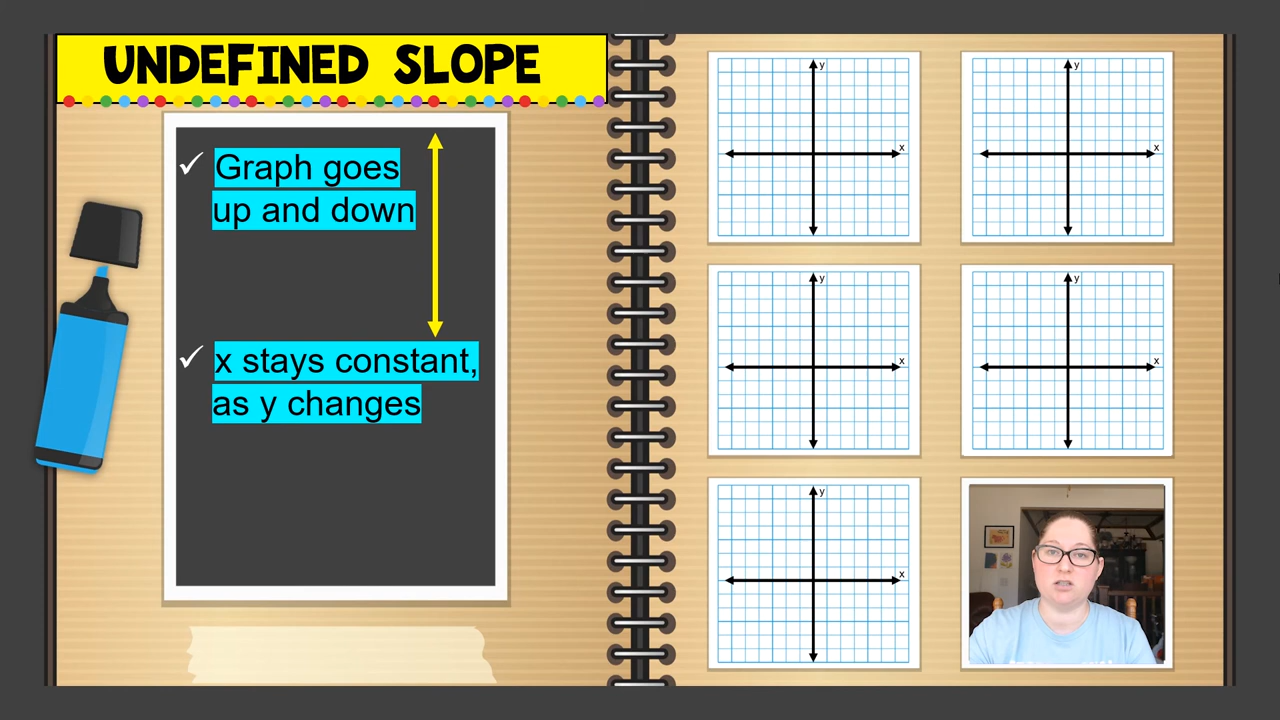 UNDEFINED SLOPE
Graph goes
up and down
x stays constant,
as y changes
y
x
y
x
y
x
y
x
y
x